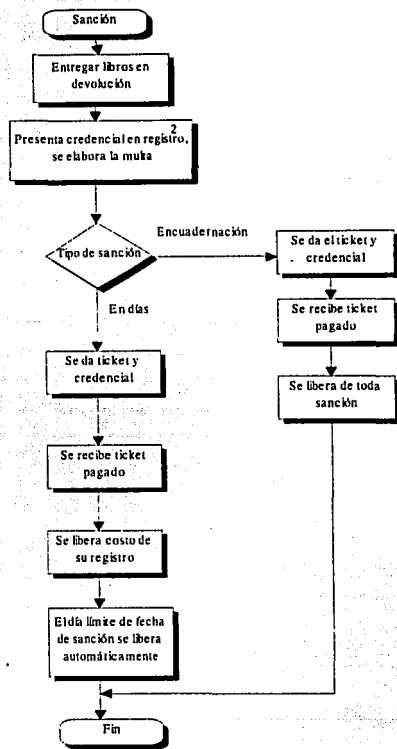 Sanción
Entregar libros en
devolución
2
Presenta credencial en registro,
se elabora la multa
Tipo de sanción
Encuadernación
En días
Se da el ticket y
credencial
Se recibe ticket
pagado
Se libera de toda
sanción
Se da ticket y
credencial
Se recibe ticket
pagado
Se libera costo de
su registro
El día límite de fecha
de sanción se libera
automáticamente
Fin